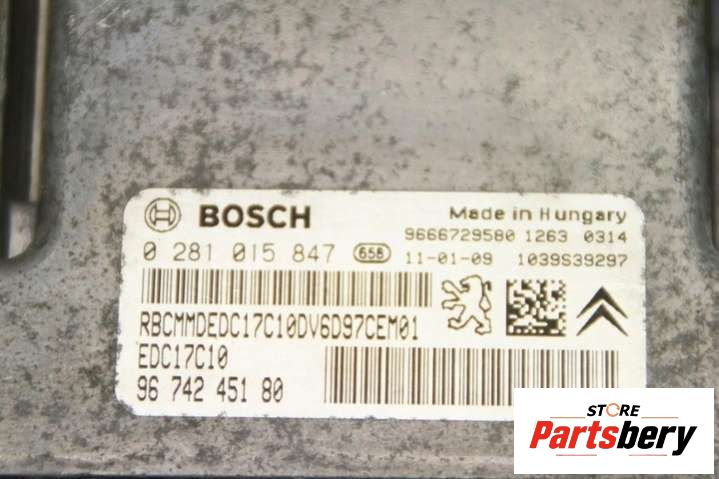 BOSCH
Made in Hungary
9666729580 1263 0314
0 281 015 847 656 11-01-09 1039S39297
RBCMMDEDC17C10DV6D97CEM01
EDC17C10
96 742 451 80
STORE
Partsbery